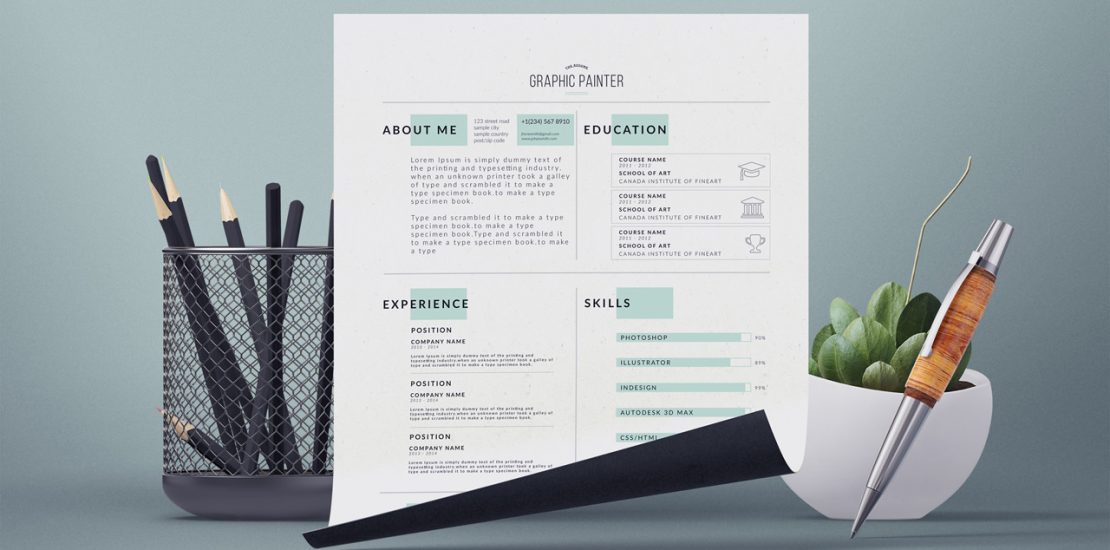 GRAPHIC PAINTER
ABOUT ME
123 street road
sample city
sample country
post/zip code
+1(234) 567 8910
Lorem Ipsum is simply dummy text of
the printing and typesetting industry.
when an unknown printer took a galley
of type and scrambled it to make a
type specimen book.to make a type
specimen book.
Type and scrambled it to make a type
specimen book.to make a type
specimen book.Type and scrambled it
to make a type specimen book.to make
a type
EDUCATION
COURSE NAME
2011 - 2012
SCHOOL OF ART
CANADA INSTITUTE OF FINEART
COURSE NAME
2011 - 2012
SCHOOL OF ART
CANADA INSTITUTE OF FINEART
COURSE NAME
2011 - 2012
SCHOOL OF ART
CANADA INSTITUTE OF FINEART
EXPERIENCE
POSITION
COMPANY NAME
2013 - 2014
Lorem Ipsum is simply dummy text of the printing and
typesetting industry.when an unknown printer took a galley of
type and scrambled it to make a type specimen book.
POSITION
COMPANY NAME
2013 - 2014
Lorem Ipsum is simply dummy text of the printing and
typesetting industry.when an unknown printer took a galley of
type and scrambled it to make a type specimen book.
POSITION
COMPANY NAME
2013 - 2014
Lorem Ipsum is simply dummy text of the printing and
typesetting industry.when an unknown printer took a galley of
type and scrambled it to make a type specimen book.
SKILLS
PHOTOSHOP 90%
ILLUSTRATOR 89%
INDESIGN 99%
AUTODESK 3D MAX
CSS/HTML